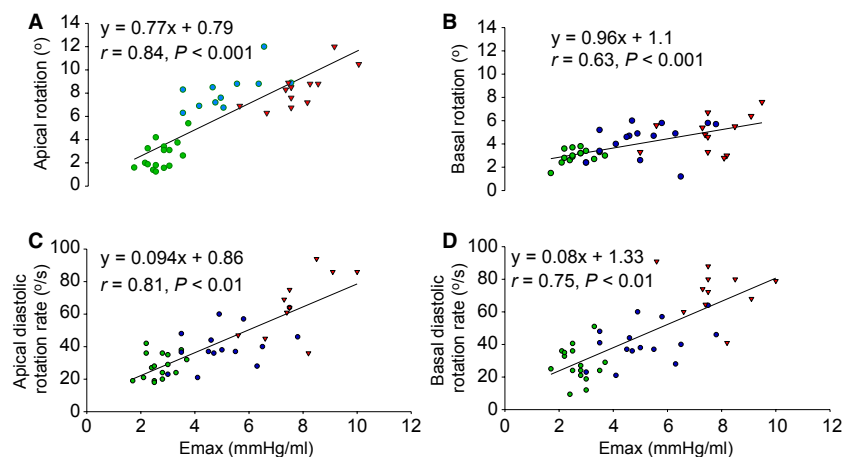 A
y = 0.77x + 0.79
r = 0.84, P < 0.001
Apical rotation (º)
14
12
10
8
6
4
2
0
B
y = 0.96x + 1.1
r = 0.63, P < 0.001
Basal rotation (º)
14
12
10
8
6
4
2
0
C
y = 0.094x + 0.86
r = 0.81, P < 0.01
Apical diastolic
rotation rate (º/s)
100
80
60
40
20
0
0 2 4 6 8 10 12
Emax (mmHg/ml)
D
y = 0.08x + 1.33
r = 0.75, P < 0.01
Basal diastolic
rotation rate (º/s)
100
80
60
40
20
0
0 2 4 6 8 10 12
Emax (mmHg/ml)